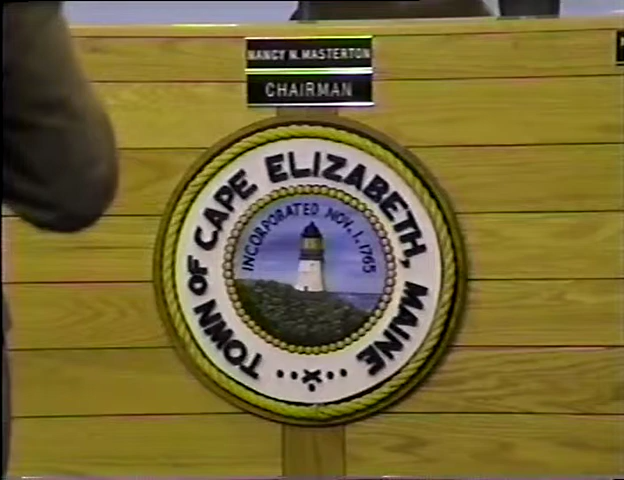 NANCY N. MASTERTON
CHAIRMAN
TOWN OF CAPE ELIZABETH, MAINE
INCORPORATED NOV. 1, 1765